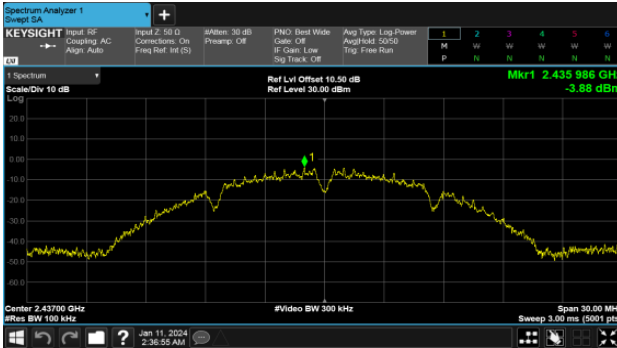 Spectrum Analyzer 1
Swept SA
KEYSIGHT
Input: RF
Coupling: AC
Align: Auto
Input Z: 50 Ω
Corrections: On
Freq Ref: Int (S)
#Atten: 30 dB
Preamp: Off
PNO: Best Wide
Gate: Off
IF Gain: Low
Sig Track: Off
Avg Type: Log-Power
Avg|Hold: 50/50
Trig: Free Run
1 2 3 4 5 6
M W W W W W
P N N N N N
LXI
1 Spectrum
Scale/Div 10 dB
Ref Lvl Offset 10.50 dB
Ref Level 30.00 dBm
Mkr1 2.435 986 GH
-3.88 dBn
Log
20.0
10.0
0.00
-10.0
-20.0
-30.0
-40.0
-50.0
-60.0
1
Center 2.43700 GHz
#Res BW 100 kHz
#Video BW 300 kHz
Span 30.00 MH
Sweep 3.00 ms (5001 pts
?
Jan 11, 2024
2:36:55 AM